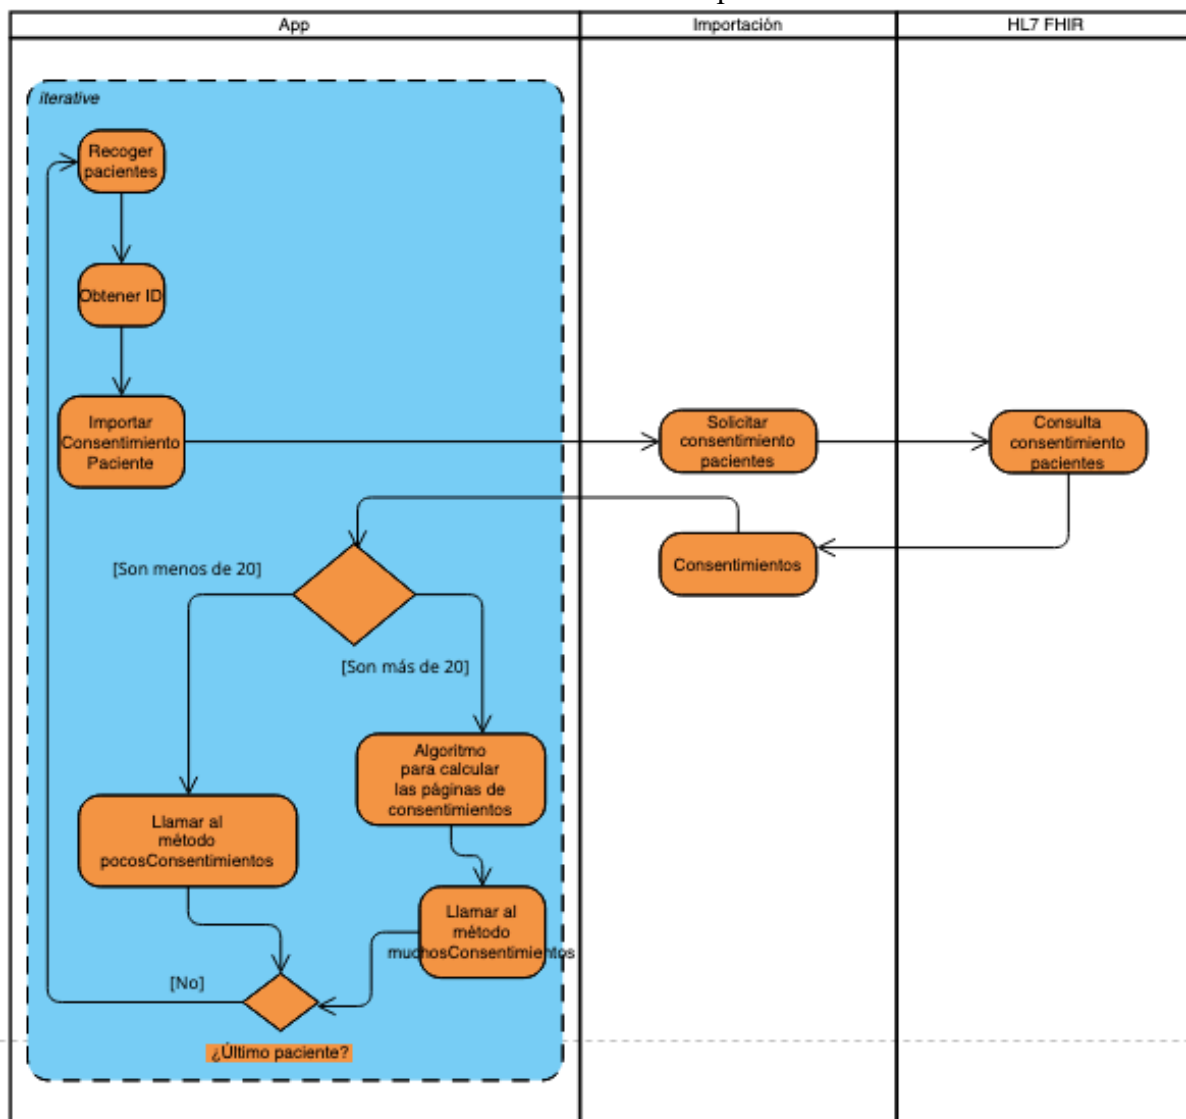 App
Importación
HL7 FHIR
iterative
Recoger
pacientes
Obtener ID
Importar
Consentimiento
Paciente
Solicitar
consentimiento
pacientes
Consulta
consentimiento
pacientes
Consentimientos
[Son menos de 20]
[Son más de 20]
Algoritmo
para calcular
las páginas de
consentimientos
Llamar al
método
pocosConsentimientos
Llamar al
método
muchosConsentimientos
[No]
¿Último paciente?